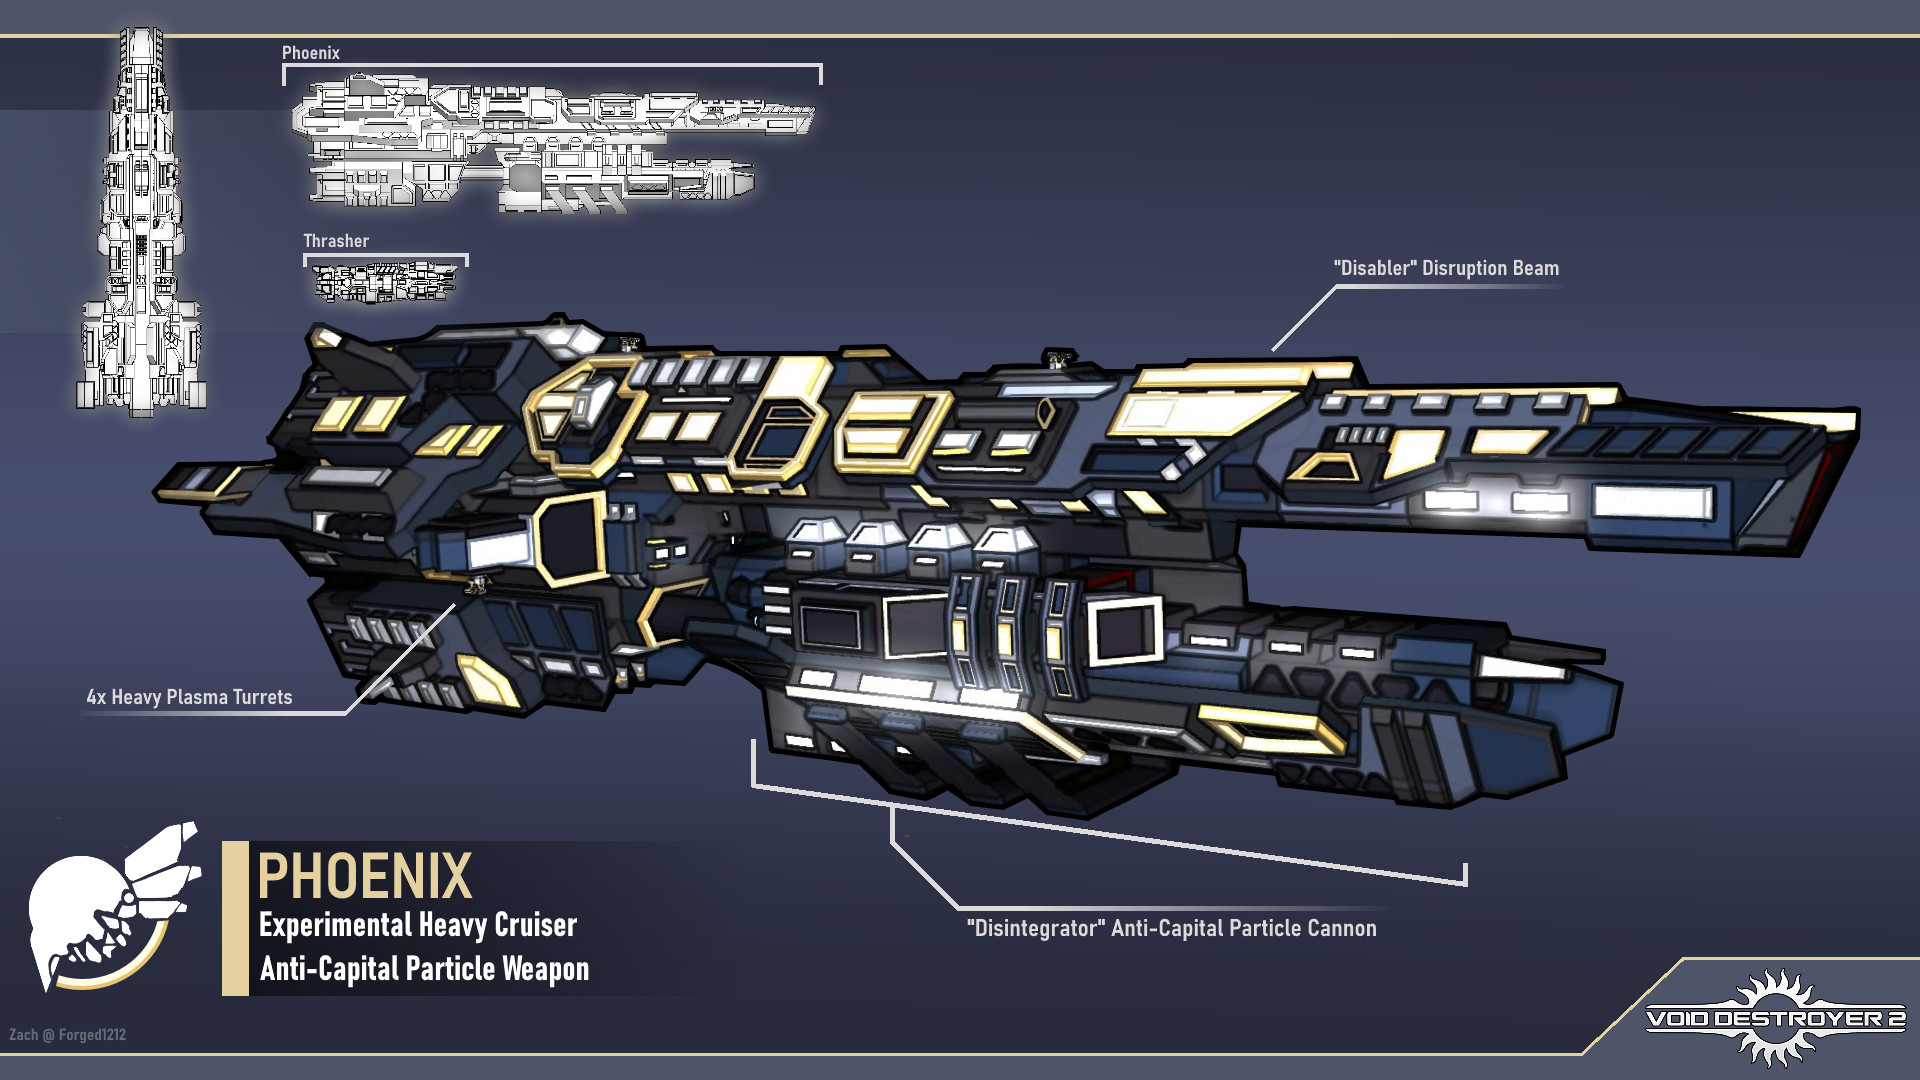 Phoenix
Thrasher
"Disabler" Disruption Beam
4x Heavy Plasma Turrets
"Disintegrator" Anti-Capital Particle Cannon
PHOENIX
Experimental Heavy Cruiser
Anti-Capital Particle Weapon
Zach @ Forged1212
VOID DESTROYER 2